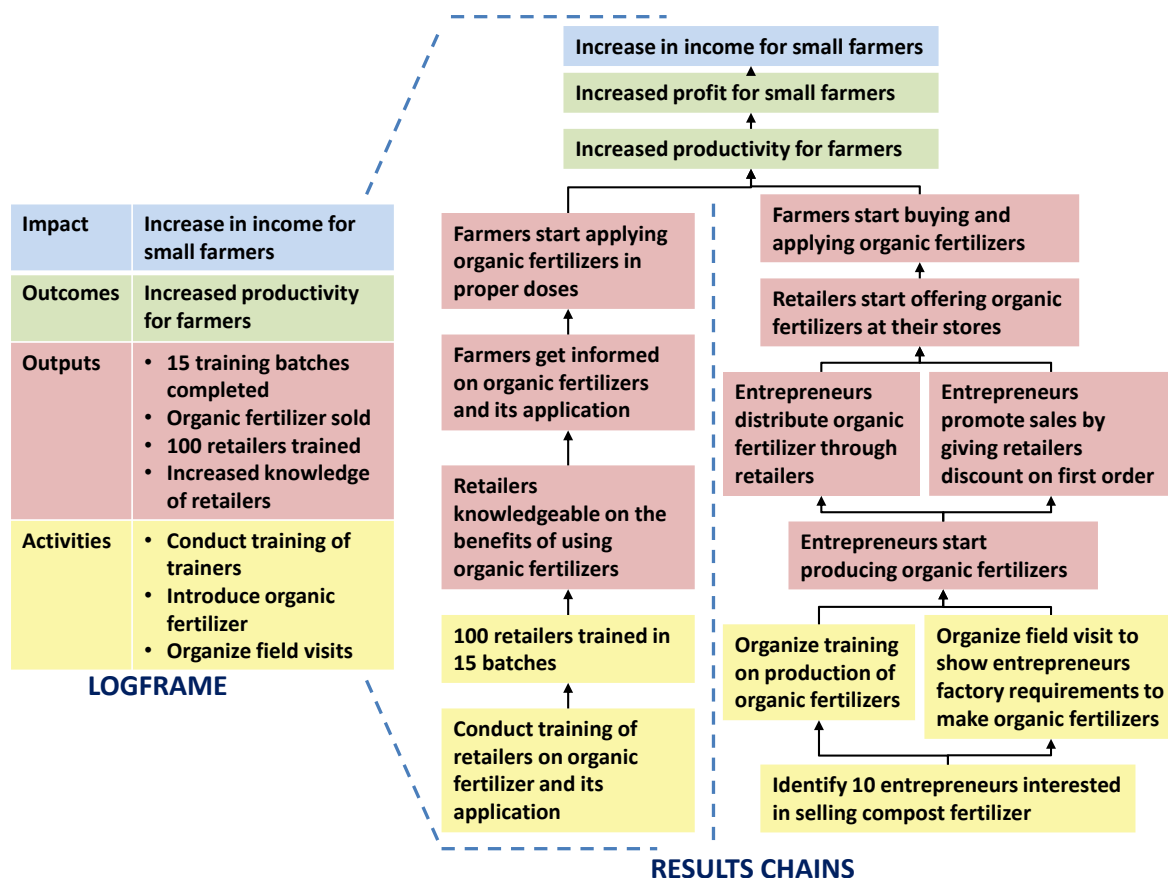 Impact
Increase in income for
small farmers
Outcomes
Increased productivity
for farmers
Outputs
• 15 training batches
completed
• Organic fertilizer sold
• 100 retailers trained
• Increased knowledge
of retailers
Activities
• Conduct training of
trainers
• Introduce organic
fertilizer
• Organize field visits
LOGFRAME
Increase in income for small farmers
Increased profit for small farmers
Increased productivity for farmers
Farmers start applying
organic fertilizers in
proper doses
Farmers get informed
on organic fertilizers
and its application
Retailers
knowledgeable on the
benefits of using
organic fertilizers
100 retailers trained in
15 batches
Conduct training of
retailers on organic
fertilizer and its
application
Farmers start buying and
applying organic fertilizers
Retailers start offering organic
fertilizers at their stores
Entrepreneurs
distribute organic
fertilizer through
retailers
Entrepreneurs
promote sales by
giving retailers
discount on first order
Entrepreneurs start
producing organic fertilizers
Organize training
on production of
organic fertilizers
Organize field visit to
show entrepreneurs
factory requirements to
make organic fertilizers
Identify 10 entrepreneurs interested
in selling compost fertilizer
RESULTS CHAINS